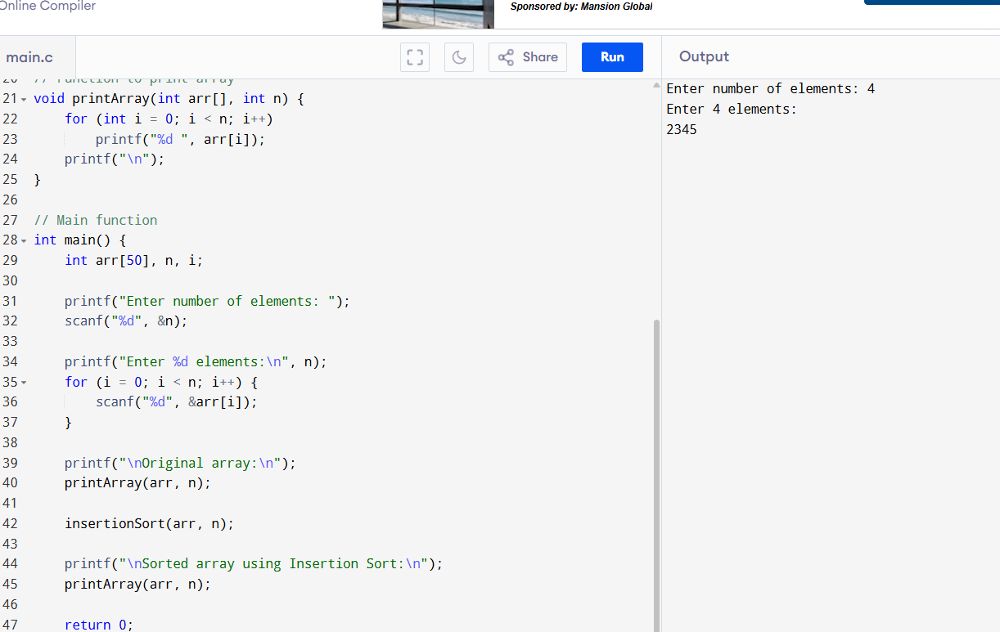 Online Compiler
Sponsored by: Mansion Global
main.c
Share
Run
Output
20 // Function to print array
21 void printArray(int arr[], int n) {
22     for (int i = 0; i < n; i++)
23         printf("%d ", arr[i]);
24     printf("\n");
25 }
26
27 // Main function
28 int main() {
29     int arr[50], n, i;
30
31     printf("Enter number of elements: ");
32     scanf("%d", &n);
33
34     printf("Enter %d elements:\n", n);
35     for (i = 0; i < n; i++) {
36         scanf("%d", &arr[i]);
37     }
38
39     printf("\nOriginal array:\n");
40     printArray(arr, n);
41
42     insertionSort(arr, n);
43
44     printf("\nSorted array using Insertion Sort:\n");
45     printArray(arr, n);
46
47     return 0;
Enter number of elements: 4
Enter 4 elements:
2345